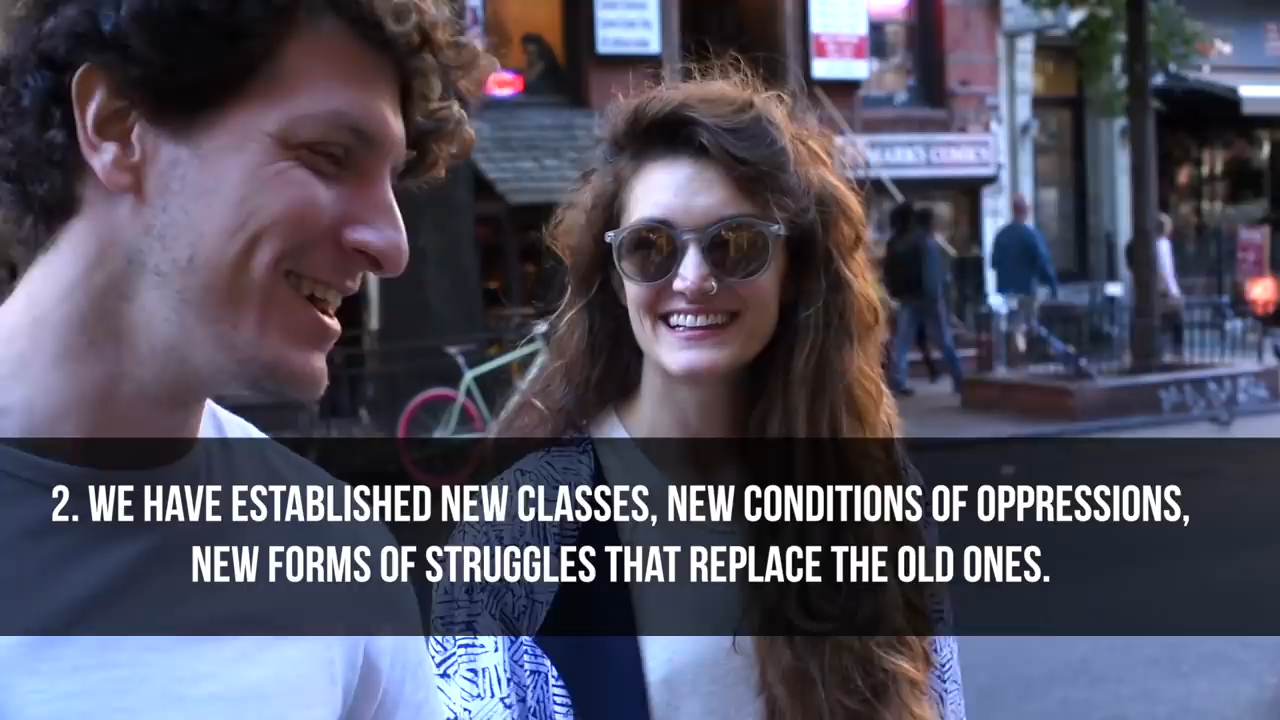 MARK'S COMICS
2. WE HAVE ESTABLISHED NEW CLASSES, NEW CONDITIONS OF OPPRESSIONS,
NEW FORMS OF STRUGGLES THAT REPLACE THE OLD ONES.